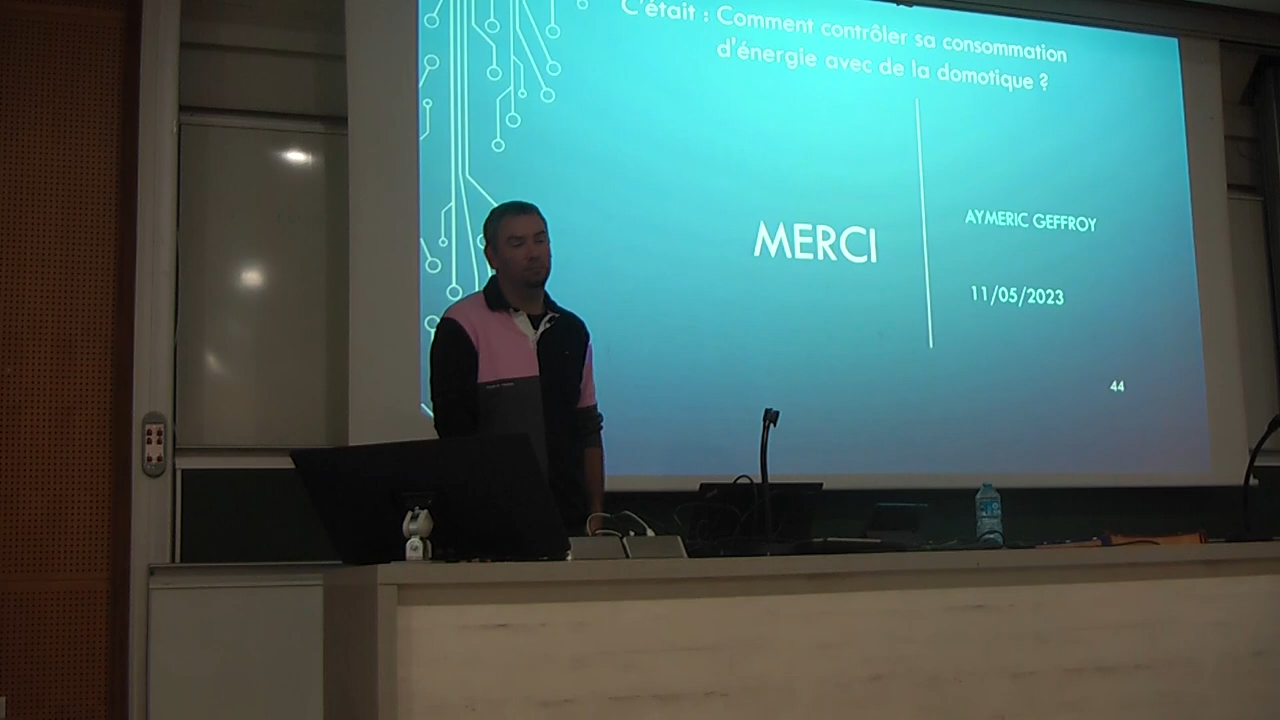 C'était : Comment contrôler sa consommation
d'énergie avec de la domotique ?
MERCI
AYMERIC GEFFROY
11/05/2023
44